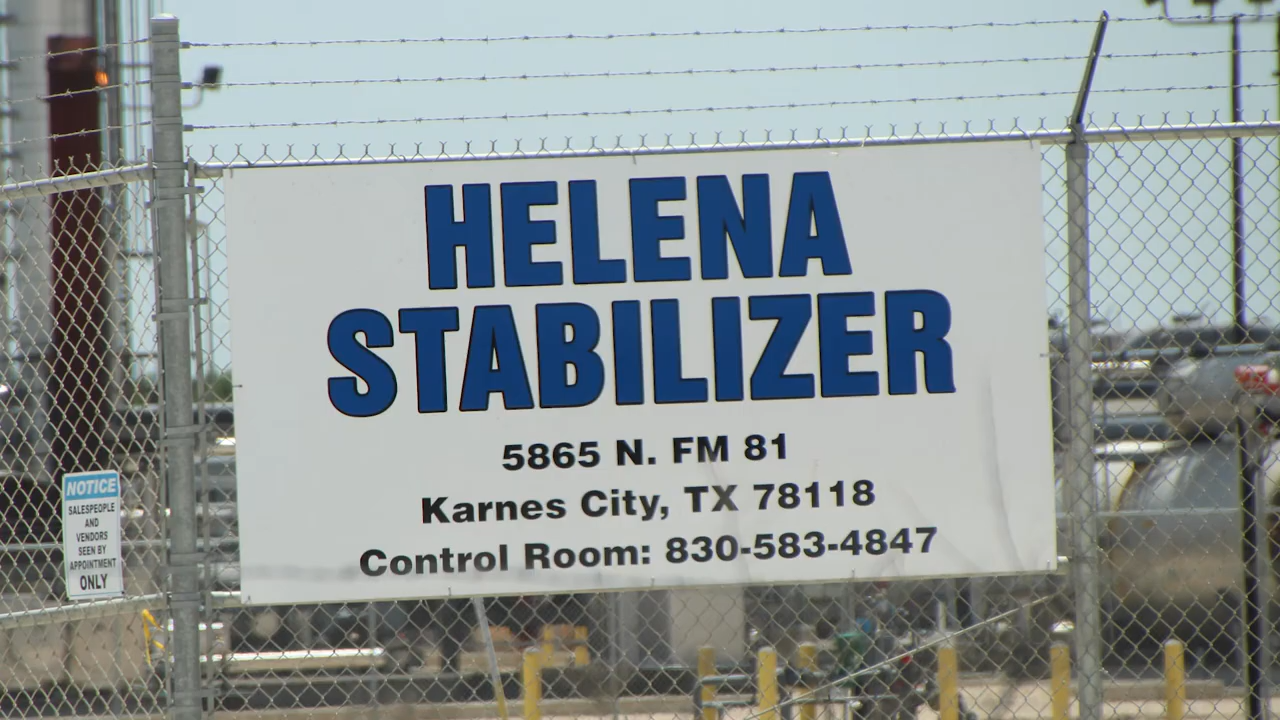 HELENA
STABILIZER
5865 N. FM 81
Karnes City, TX 78118
Control Room: 830-583-4847
NOTICE
SALESPEOPLE
AND
VENDORS
SEEN BY
APPOINTMENT
ONLY